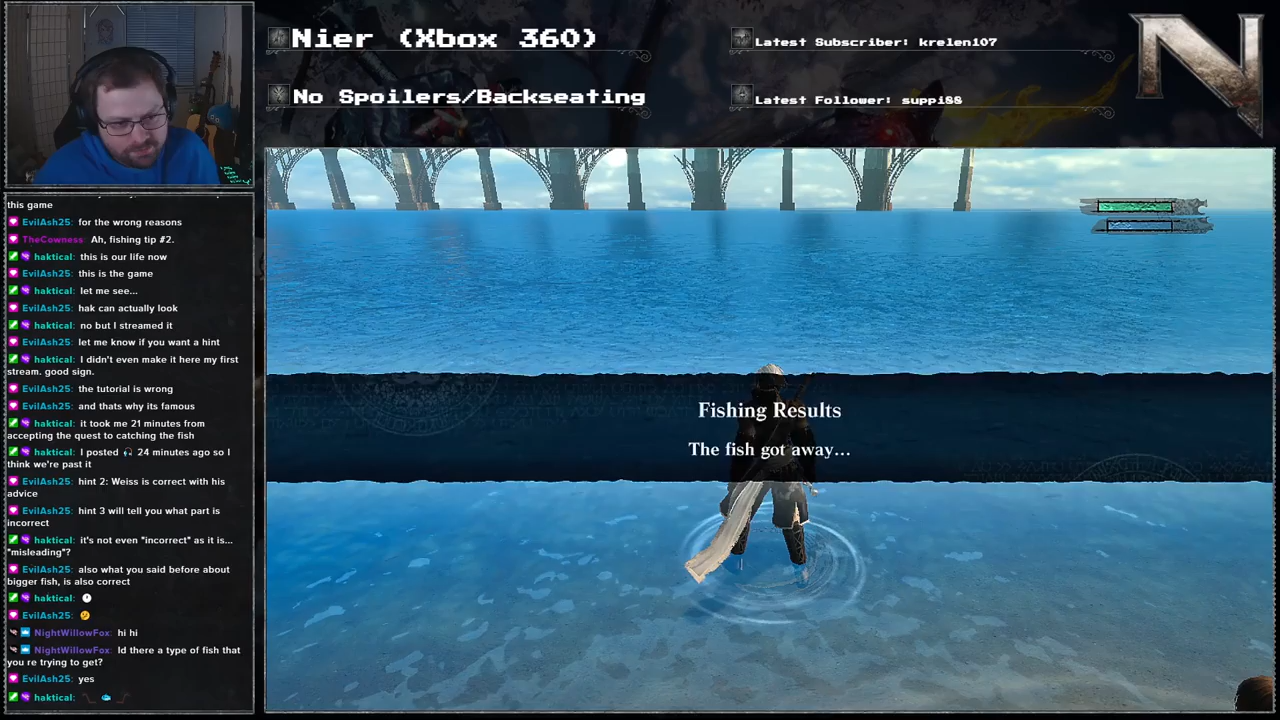 Nier (Xbox 360)
Latest Subscriber: krelen107
No Spoilers/Backseating
Latest Follower: suppi88
N
this game
EvilAsh25: for the wrong reasons
TheCowness: Ah, fishing tip #2.
haktical: this is our life now
EvilAsh25: this is the game
haktical: let me see...
EvilAsh25: hak can actually look
haktical: no but I streamed it
EvilAsh25: let me know if you want a hint
haktical: I didn't even make it here my first
stream. good sign.
EvilAsh25: the tutorial is wrong
EvilAsh25: and thats why its famous
haktical: it took me 21 minutes from
accepting the quest to catching the fish
haktical: I posted 🎧 24 minutes ago so I
think we're past it
EvilAsh25: hint 2: Weiss is correct with his
advice
EvilAsh25: hint 3 will tell you what part is
incorrect
haktical: it's not even "incorrect" as it is...
"misleading"?
EvilAsh25: also what you said before about
bigger fish, is also correct
haktical:
EvilAsh25:
NightWillowFox: hi hi
NightWillowFox: Id there a type of fish that
you re trying to get?
EvilAsh25: yes
haktical:
Fishing Results
The fish got away...